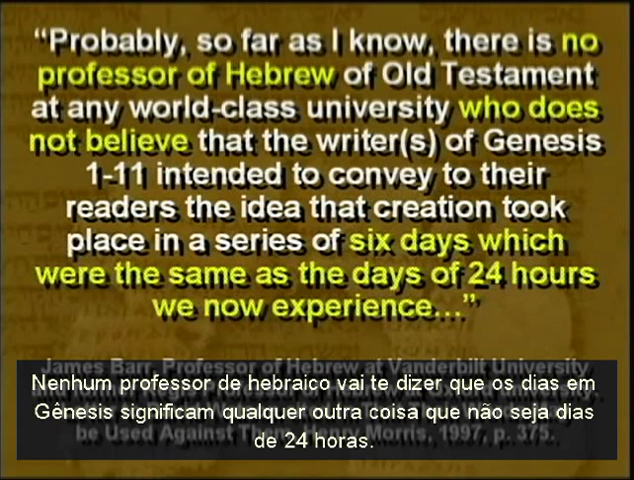 “Probably, so far as I know, there is no
professor of Hebrew of Old Testament
at any world-class university who does
not believe that the writer(s) of Genesis
1-11 intended to convey to their
readers the idea that creation took
place in a series of six days which
were the same as the days of 24 hours
we now experience...”
James Barr, Professor of Hebrew at Vanderbilt University,
Nenhum professor de hebraico vai te dizer que os dias em
Gênesis significam qualquer outra coisa que não seja dias
de 24 horas.
be Used Against Them, Henry Morris, 1997, p. 375.